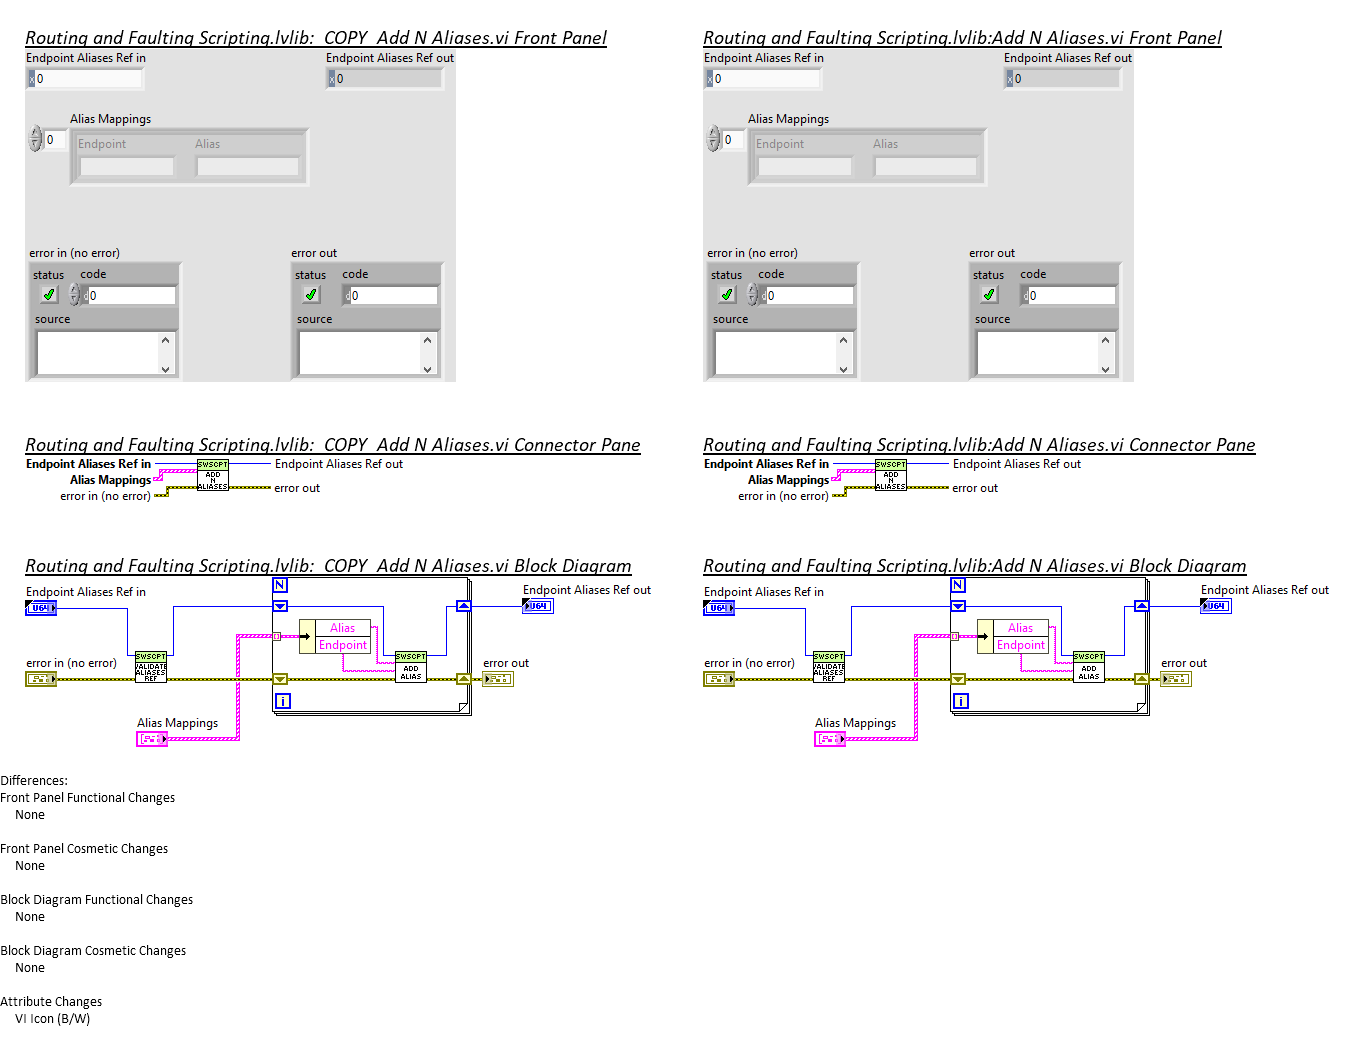 Routing and Faulting Scripting.lvlib:_COPY_Add N Aliases.vi Front Panel
Endpoint Aliases Ref in
Endpoint Aliases Ref out
x 0
x 0
Alias Mappings
0
Endpoint
Alias
error in (no error)
error out
status
code
status
code
d 0
d 0
source
source
Routing and Faulting Scripting.lvlib:Add N Aliases.vi Front Panel
Endpoint Aliases Ref in
Endpoint Aliases Ref out
x 0
x 0
Alias Mappings
0
Endpoint
Alias
error in (no error)
error out
status
code
status
code
d 0
d 0
source
source
Routing and Faulting Scripting.lvlib:_COPY_Add N Aliases.vi Connector Pane
Endpoint Aliases Ref in
Alias Mappings
error in (no error)
SWSCPT
ADD
N
ALIASES
Endpoint Aliases Ref out
error out
Routing and Faulting Scripting.lvlib:Add N Aliases.vi Connector Pane
Endpoint Aliases Ref in
Alias Mappings
error in (no error)
SWSCPT
ADD
N
ALIASES
Endpoint Aliases Ref out
error out
Routing and Faulting Scripting.lvlib:_COPY_Add N Aliases.vi Block Diagram
Endpoint Aliases Ref in
U64
error in (no error)
SWSCPT
VALIDATE
ALIASES
REF
Alias Mappings
N
Alias
Endpoint
SWSCPT
ADD
ALIAS
i
Endpoint Aliases Ref out
U64
error out
Routing and Faulting Scripting.lvlib:Add N Aliases.vi Block Diagram
Endpoint Aliases Ref in
U64
error in (no error)
SWSCPT
VALIDATE
ALIASES
REF
Alias Mappings
N
Alias
Endpoint
SWSCPT
ADD
ALIAS
i
Endpoint Aliases Ref out
U64
error out
Differences:
Front Panel Functional Changes
None
Front Panel Cosmetic Changes
None
Block Diagram Functional Changes
None
Block Diagram Cosmetic Changes
None
Attribute Changes
VI Icon (B/W)